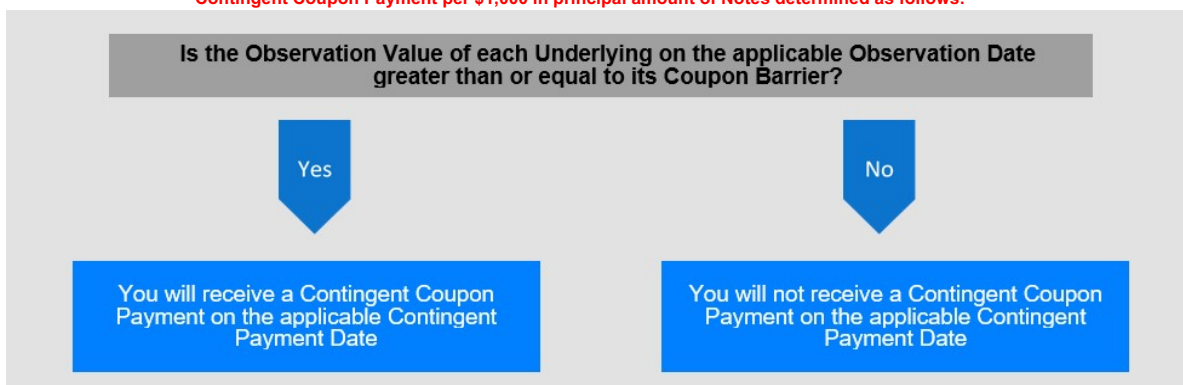 Contingent Coupon Payment per $1,000 in principal amount of Notes determined as follows:
Is the Observation Value of each Underlying on the applicable Observation Date
greater than or equal to its Coupon Barrier?
Yes
No
You will receive a Contingent Coupon
Payment on the applicable Contingent
Payment Date
You will not receive a Contingent Coupon
Payment on the applicable Contingent
Payment Date